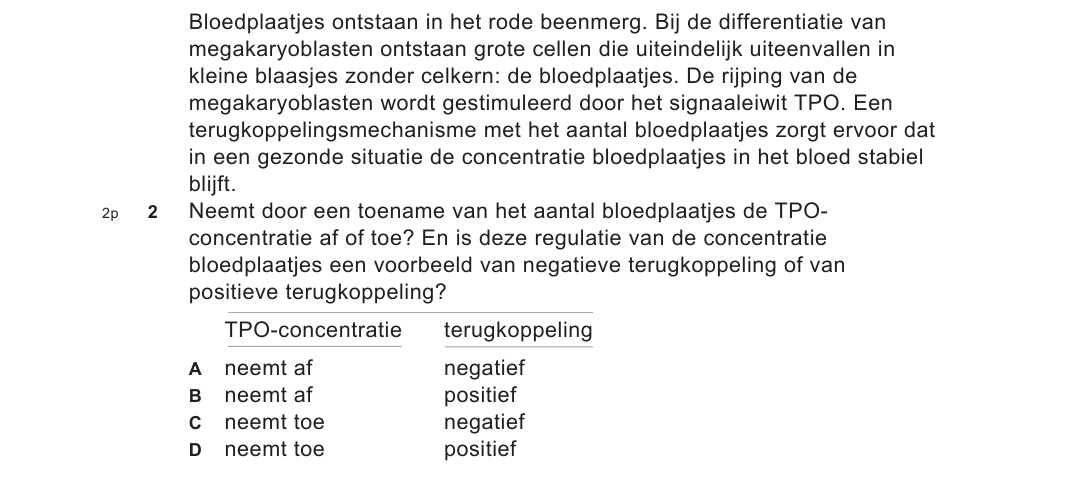 Bloedplaatjes ontstaan in het rode beenmerg. Bij de differentiatie van
megakaryoblasten ontstaan grote cellen die uiteindelijk uiteenvallen in
kleine blaasjes zonder celkern: de bloedplaatjes. De rijping van de
megakaryoblasten wordt gestimuleerd door het signaaleiwit TPO. Een
terugkoppelingsmechanisme met het aantal bloedplaatjes zorgt ervoor dat
in een gezonde situatie de concentratie bloedplaatjes in het bloed stabiel
blijft.
2p 2 Neemt door een toename van het aantal bloedplaatjes de TPO-
concentratie af of toe? En is deze regulatie van de concentratie
bloedplaatjes een voorbeeld van negatieve terugkoppeling of van
positieve terugkoppeling?
TPO-concentratie terugkoppeling
A neemt af negatief
B neemt af positief
C neemt toe negatief
D neemt toe positief